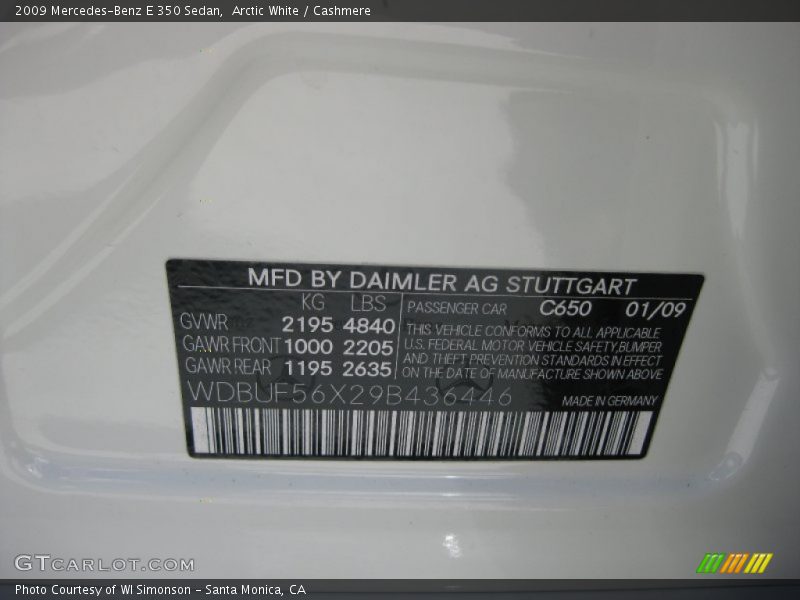 2009 Mercedes-Benz E 350 Sedan, Arctic White / Cashmere
MFD BY DAIMLER AG STUTTGART
KG LBS
GVWR 2195 4840
GAWR FRONT 1000 2205
GAWR REAR 1195 2635
PASSENGER CAR C650 01/09
THIS VEHICLE CONFORMS TO ALL APPLICABLE
U.S. FEDERAL MOTOR VEHICLE SAFETY, BUMPER
AND THEFT PREVENTION STANDARDS IN EFFECT
ON THE DATE OF MANUFACTURE SHOWN ABOVE
WDBUF56X29B436446
MADE IN GERMANY
GTCARLOT.COM
Photo Courtesy of WI Simonson - Santa Monica, CA